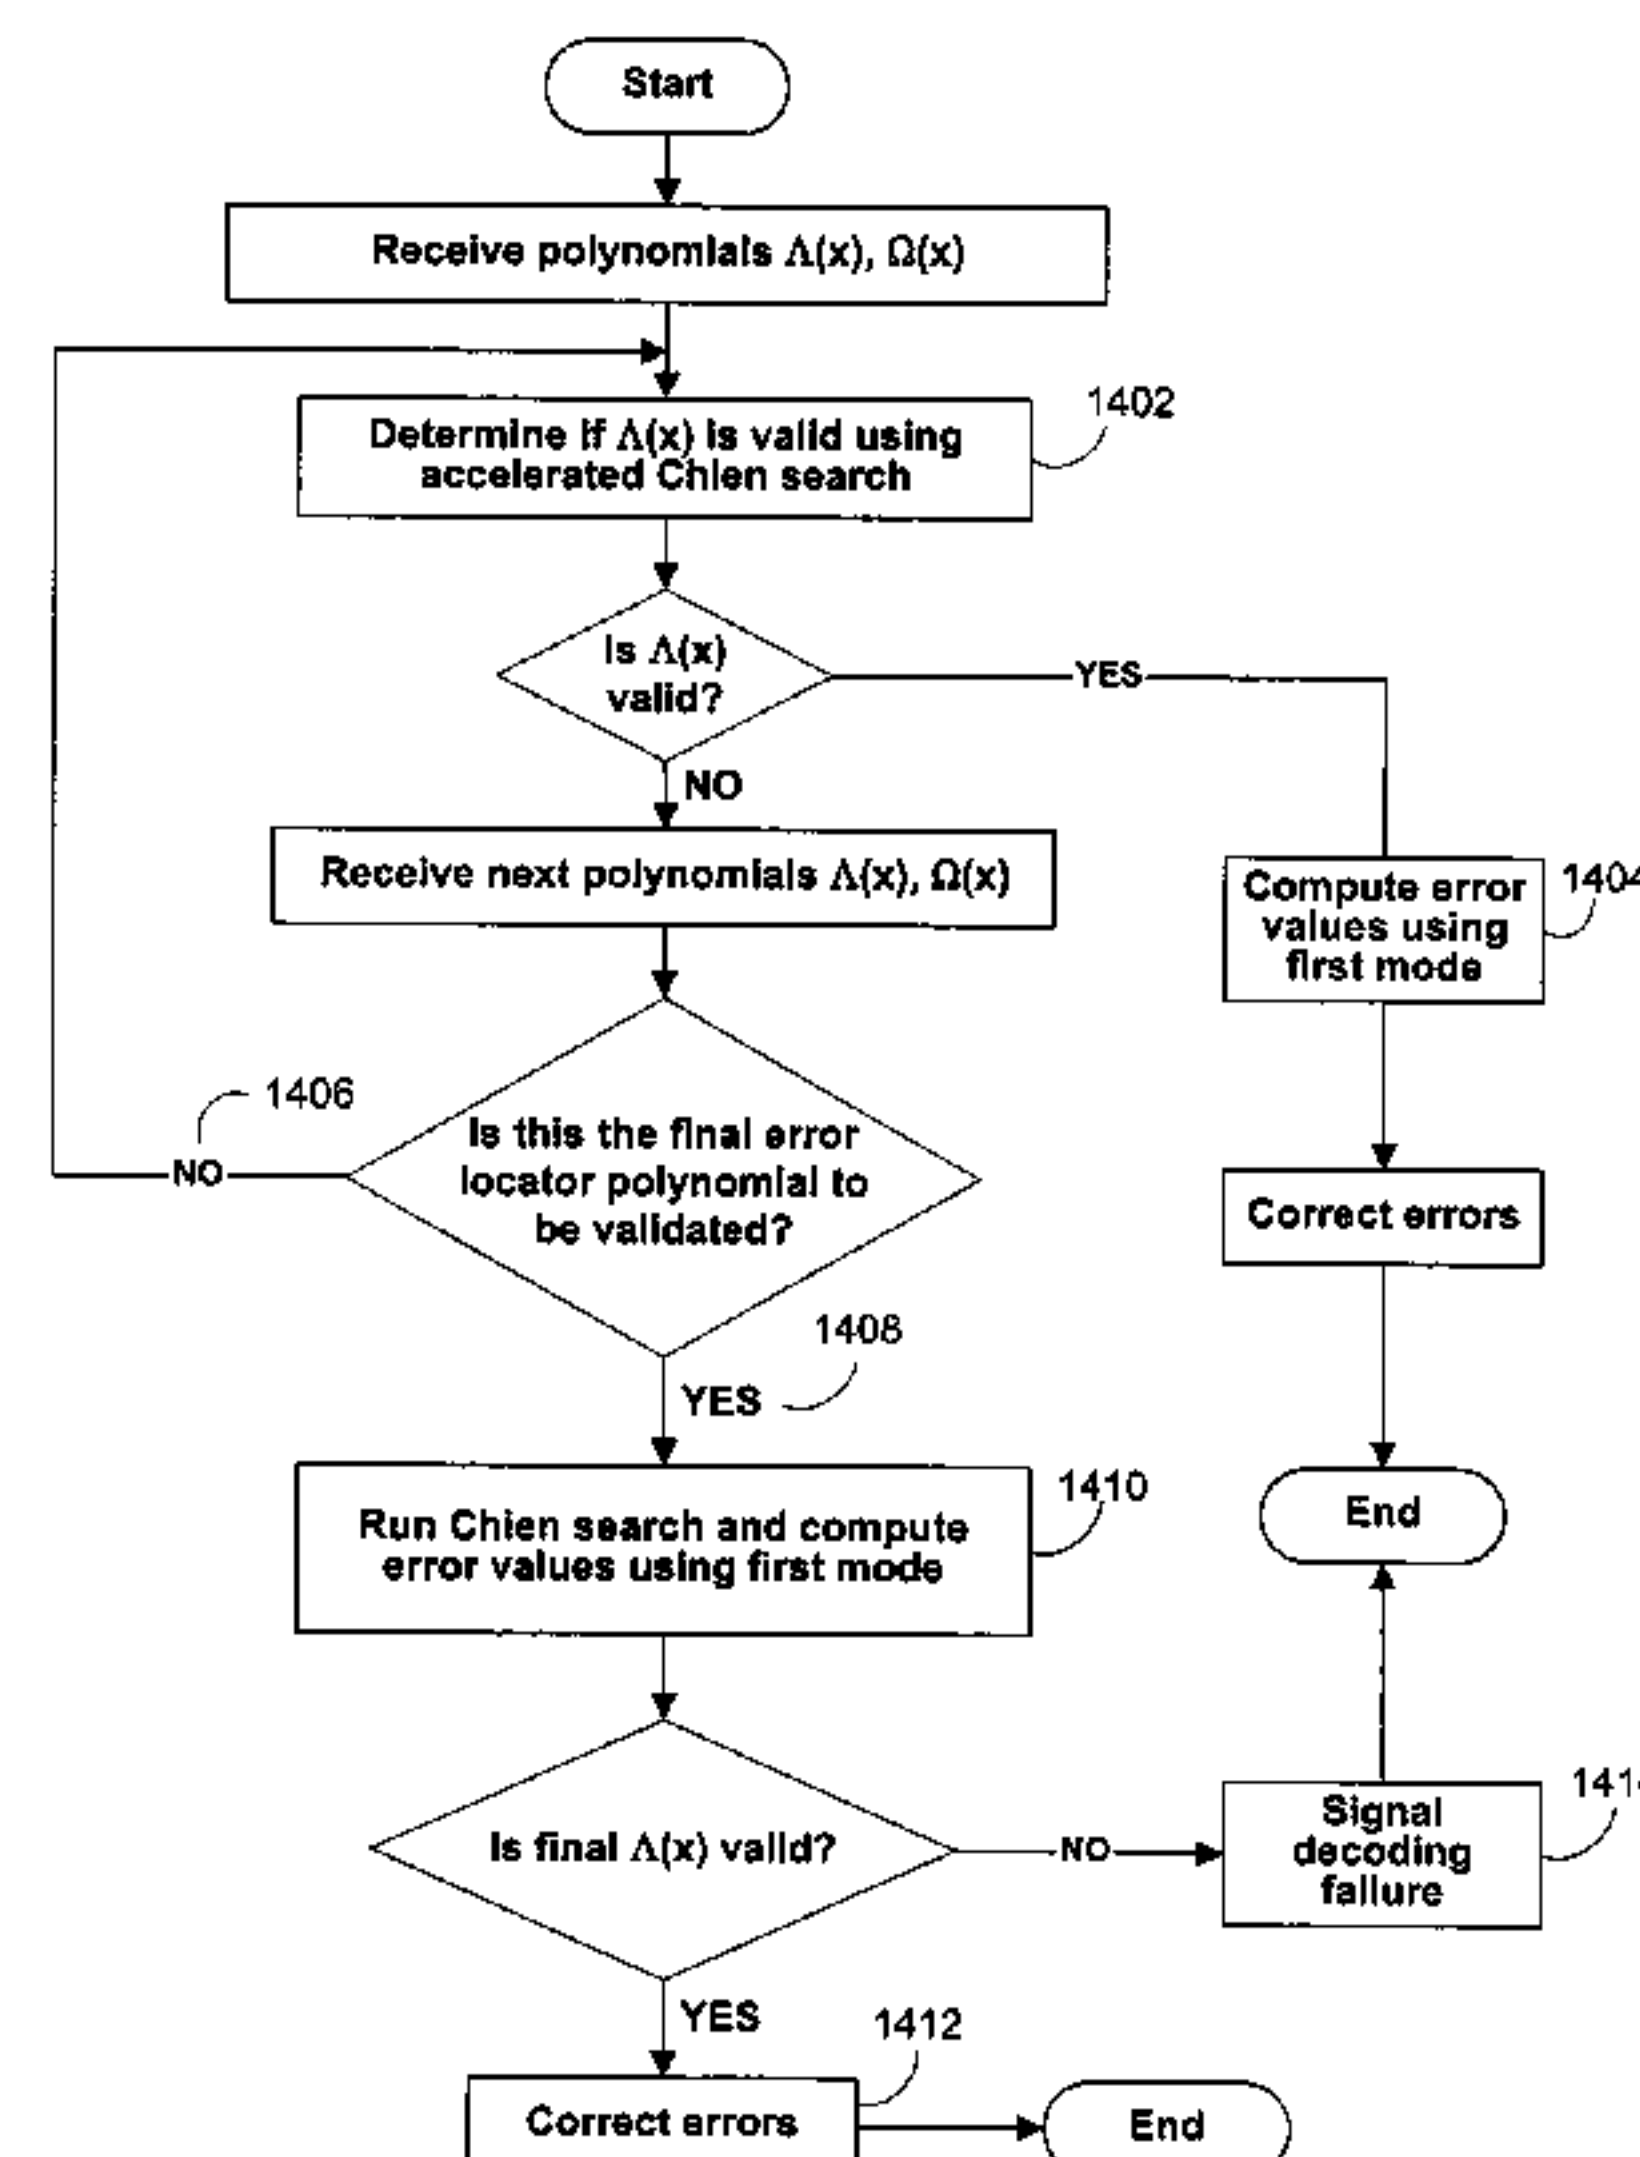 Start
Receive polynomials Λ(x), Ω(x)
1402
Determine if Λ(x) is valid using
accelerated Chien search
Is Λ(x)
valid?
YES
NO
Receive next polynomials Λ(x), Ω(x)
1404
Compute error
values using
first mode
1406
NO
Is this the final error
locator polynomial to
be validated?
Correct errors
1408
YES
1410
Run Chien search and compute
error values using first mode
End
Is final Λ(x) valid?
NO
Signal
decoding
failure
YES
1412
Correct errors
End